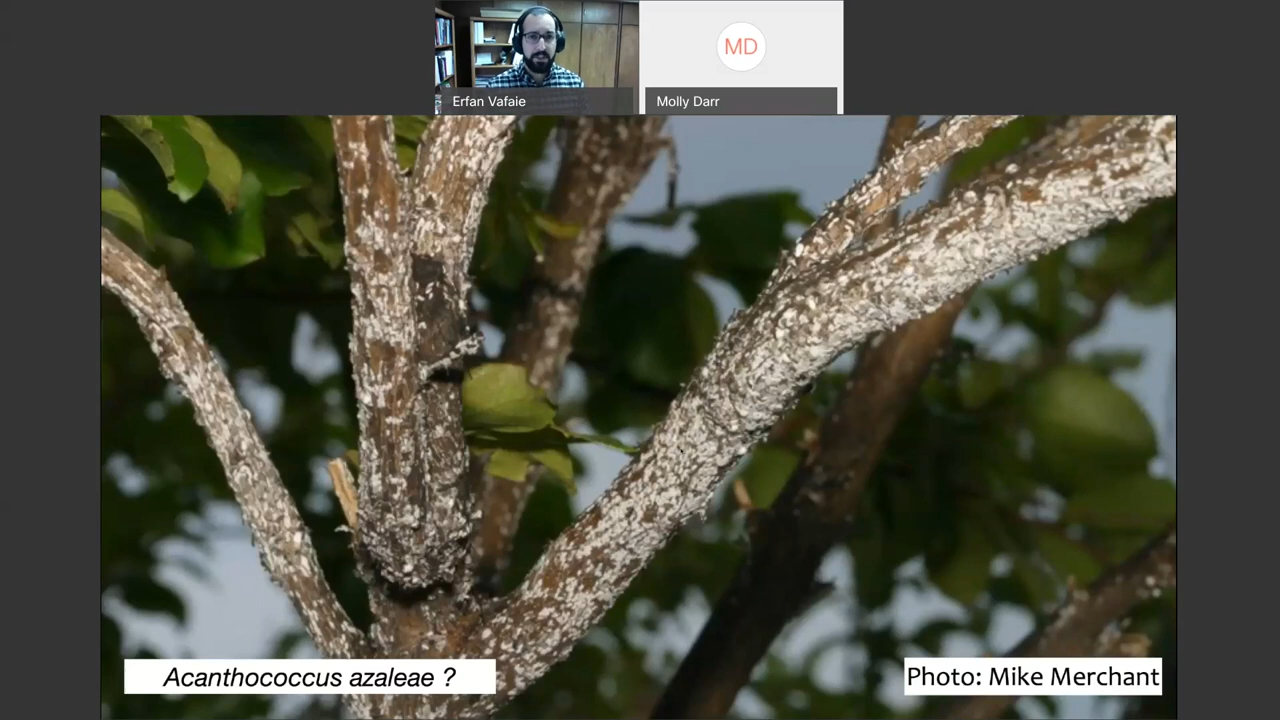 MD
Erfan Vafaie
Molly Darr
Acanthococcus azaleae ?
Photo: Mike Merchant